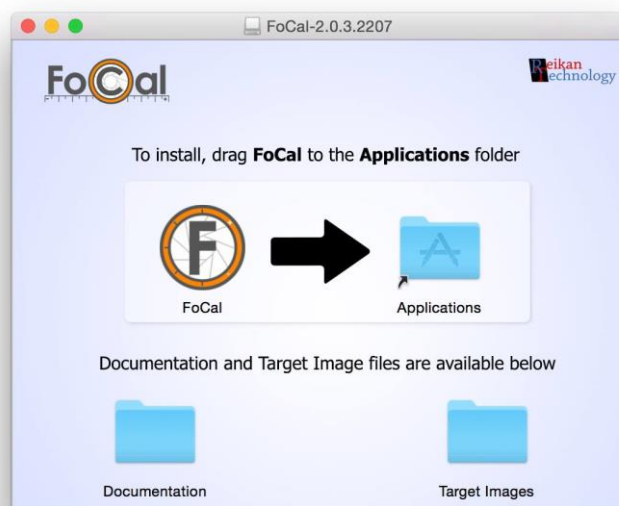 FoCal-2.0.3.2207
FoCal
Reikan
Technology
To install, drag FoCal to the Applications folder
F
FoCal
Applications
Documentation and Target Image files are available below
Documentation
Target Images